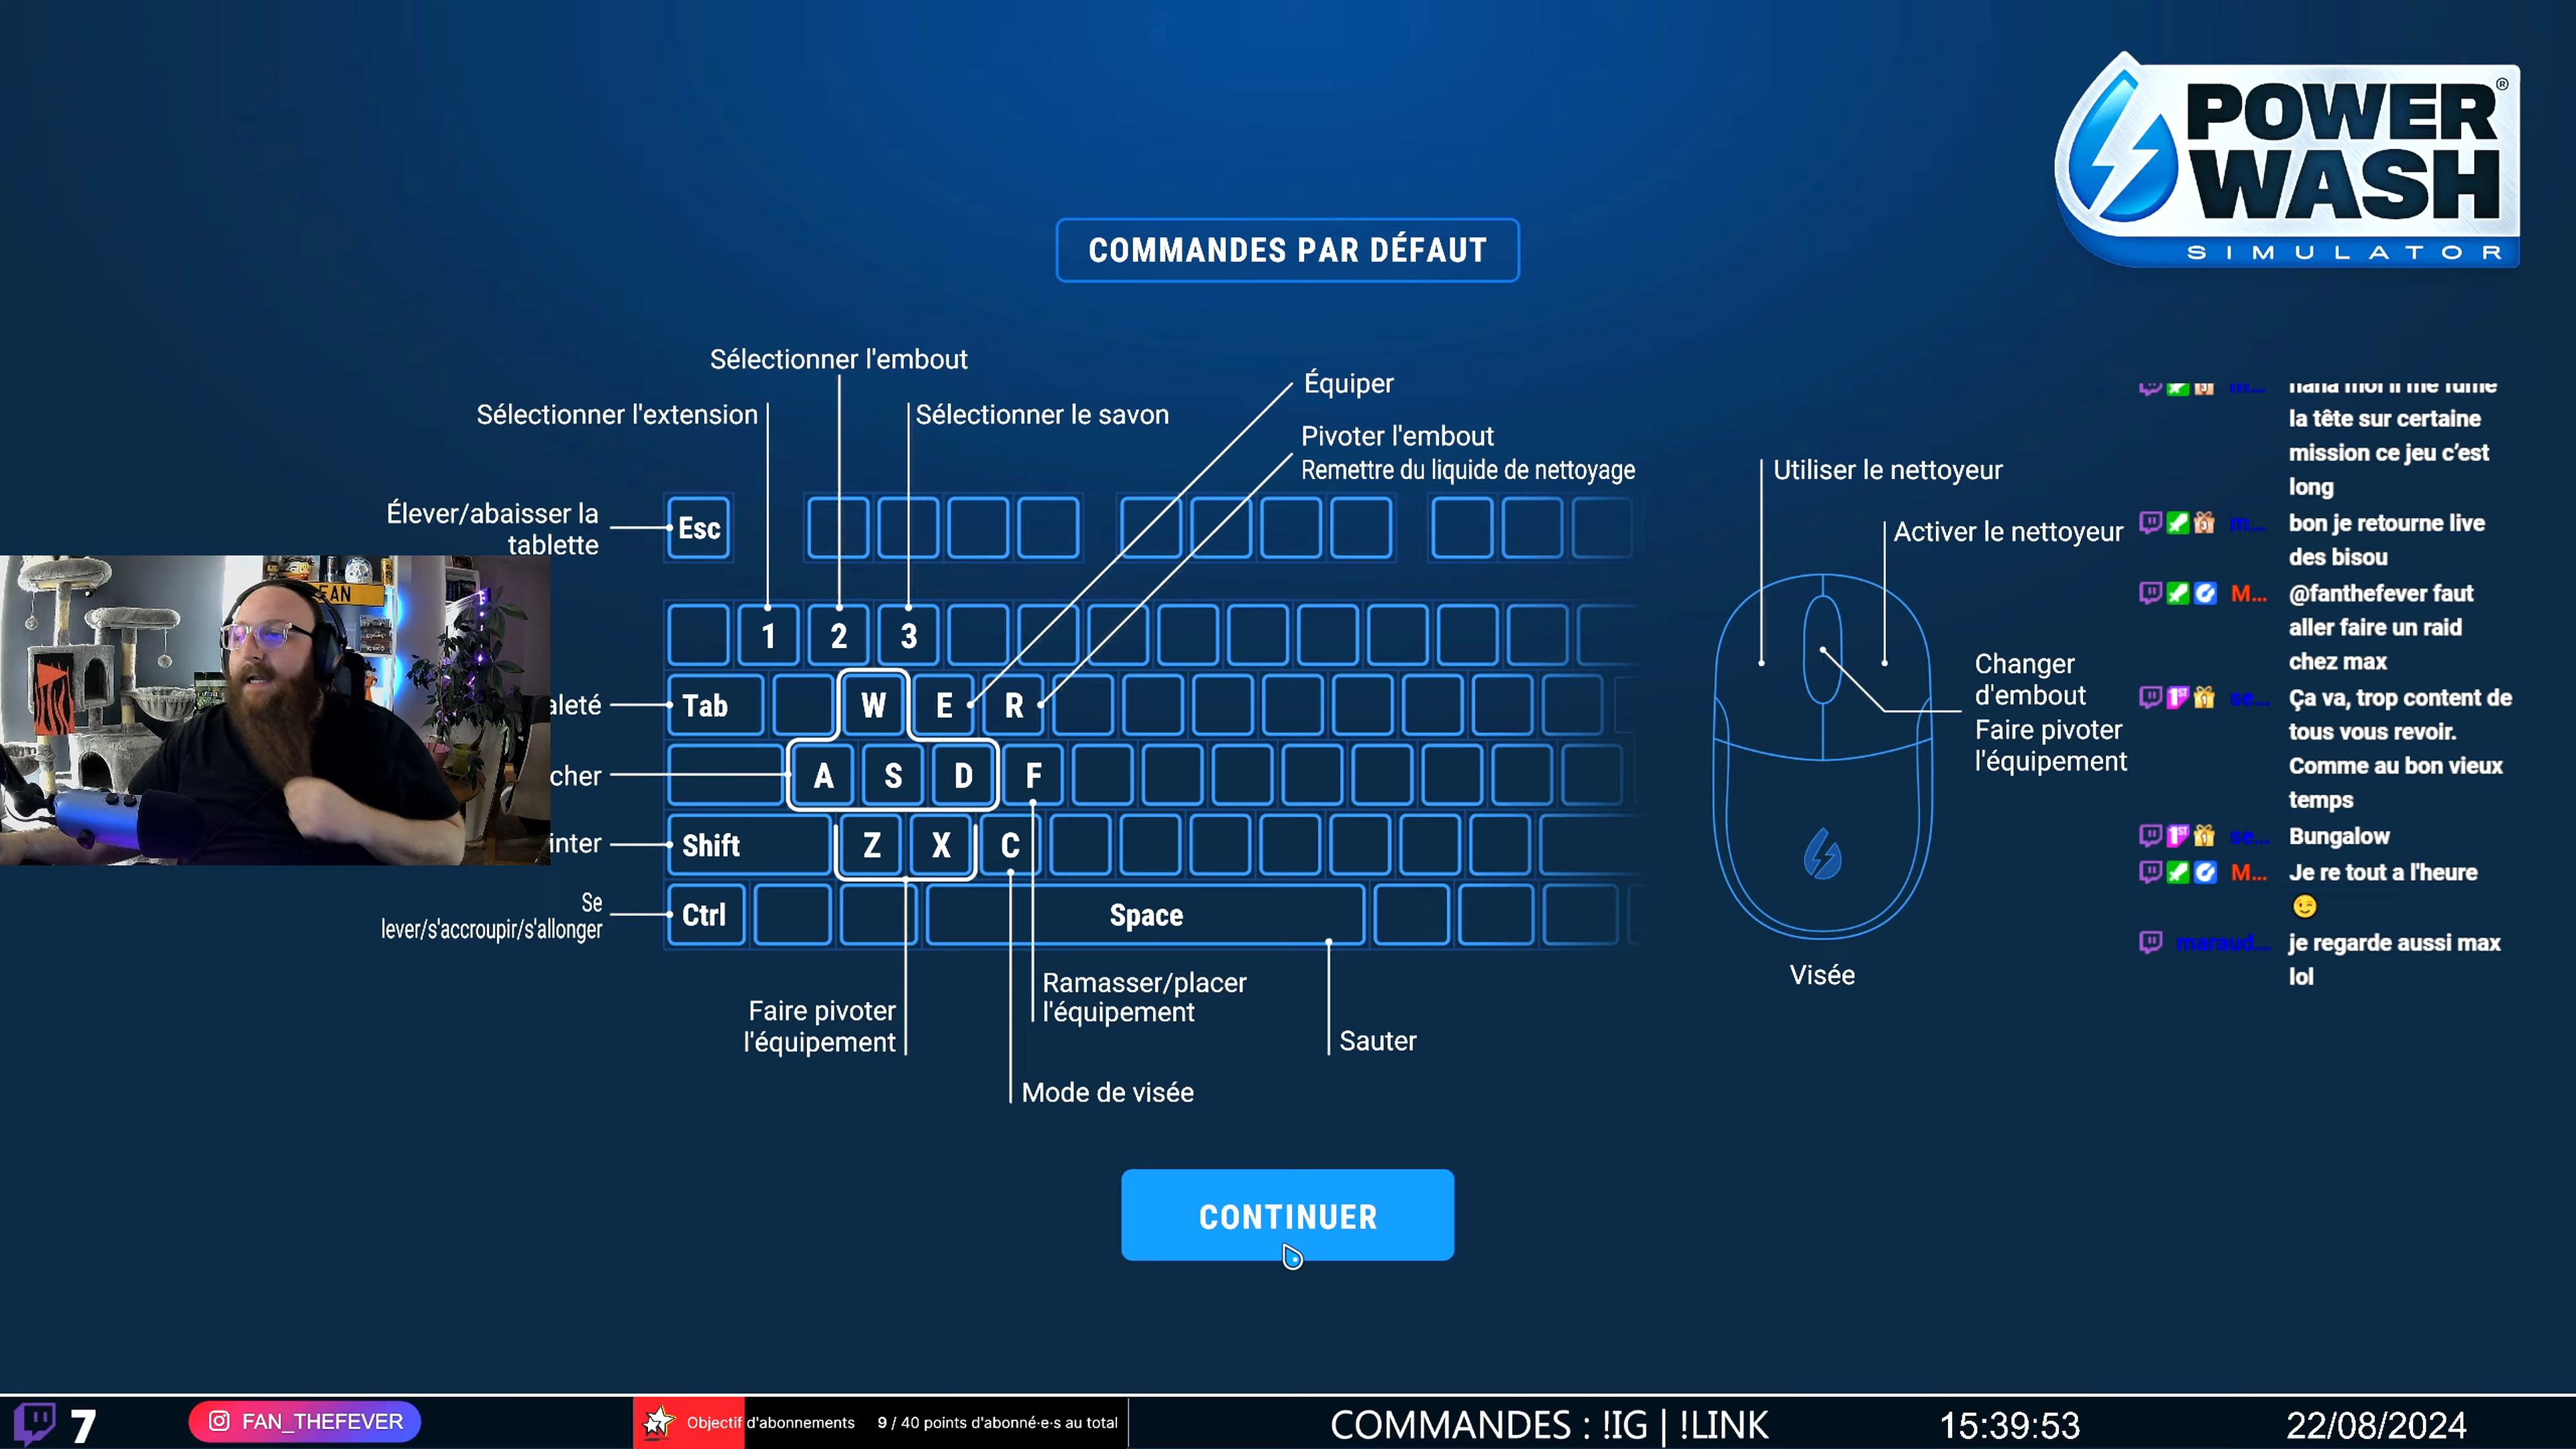 POWER
WASH
SIMULATOR
®
COMMANDES PAR DÉFAUT
Sélectionner l'embout
Sélectionner l'extension
Sélectionner le savon
Équiper
Pivoter l'embout
Remettre du liquide de nettoyage
Élever/abaisser la
tablette
Esc
1 2 3
Tab
W E R
A S D F
Shift
Z X C
Ctrl
Space
Se
lever/s'accroupir/s'allonger
Faire pivoter
l'équipement
Ramasser/placer
l'équipement
Sauter
Mode de visée
Utiliser le nettoyeur
Activer le nettoyeur
Changer
d'embout
Faire pivoter
l'équipement
Visée
la tête sur certaine
mission ce jeu c’est
long
m... bon je retourne live
des bisou
M... @fanthefever faut
aller faire un raid
chez max
se... Ça va, trop content de
tous vous revoir.
Comme au bon vieux
temps
se... Bungalow
M... Je re tout a l'heure
maraud... je regarde aussi max
lol
CONTINUER
7
FAN_THEFEVER
Objectif d'abonnements 9 / 40 points d'abonné·e·s au total
COMMANDES : !IG | !LINK
15:39:53
22/08/2024